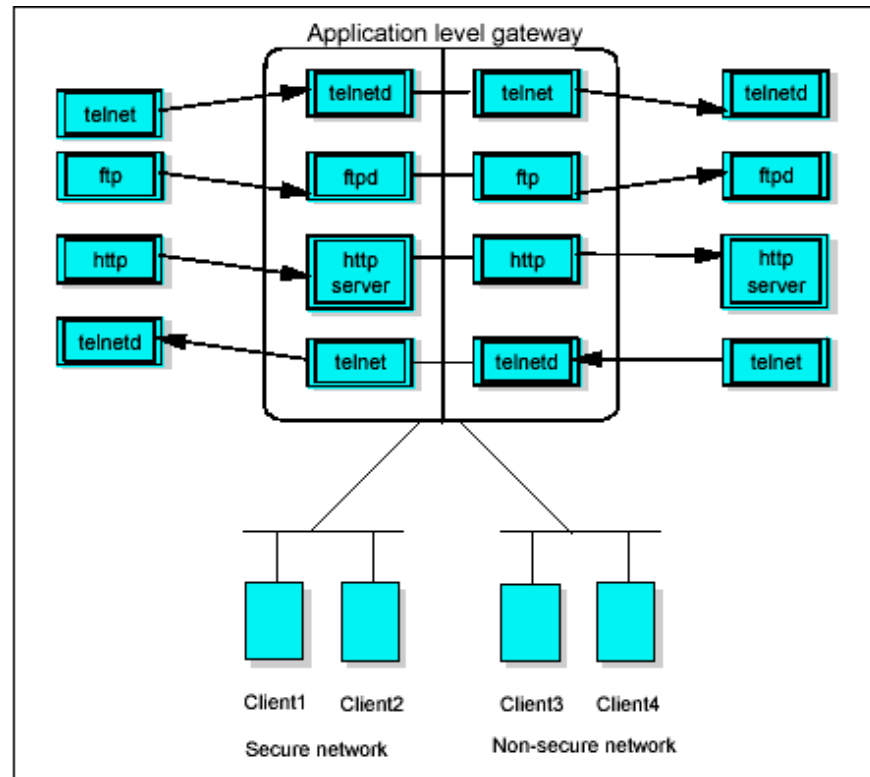 Application level gateway
telnet
telnetd
telnet
telnetd
ftp
ftpd
ftp
ftpd
http
http
server
http
http
server
telnetd
telnet
telnetd
telnet
Client1
Client2
Client3
Client4
Secure network
Non-secure network